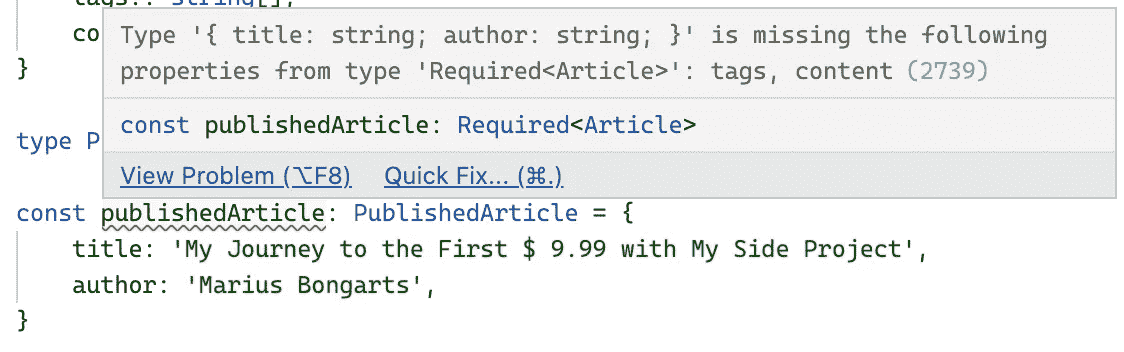 tags?: string[];
co
Type '{ title: string; author: string; }' is missing the following
properties from type 'Required<Article>': tags, content (2739)
}
const publishedArticle: Required<Article>
type P
View Problem (⌥F8) Quick Fix... (⌘.)
const publishedArticle: PublishedArticle = {
title: 'My Journey to the First $ 9.99 with My Side Project',
author: 'Marius Bongarts',
}